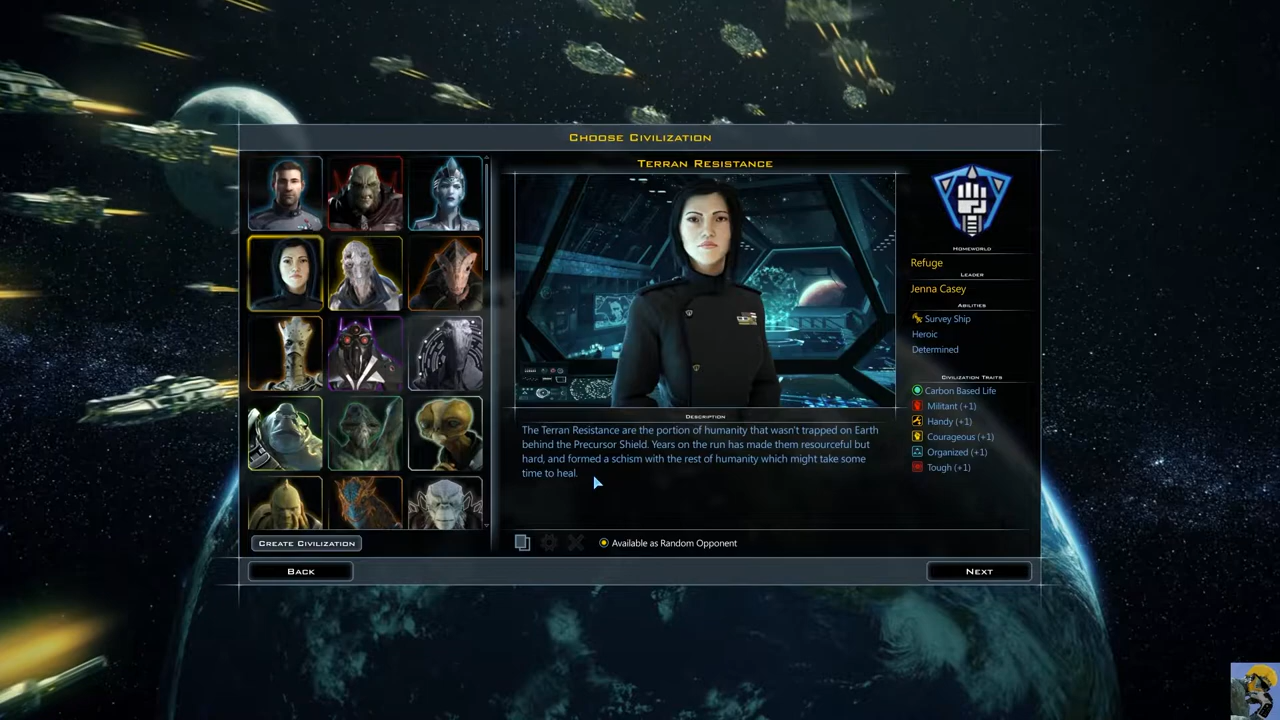 Choose Civilization
Terran Resistance
Homeworld
Refuge
Leader
Jenna Casey
Abilities
Survey Ship
Heroic
Determined
Civilization Traits
Carbon Based Life
Militant (+1)
Handy (+1)
Courageous (+1)
Organized (+1)
Tough (+1)
Description
The Terran Resistance are the portion of humanity that wasn't trapped on Earth
behind the Precursor Shield. Years on the run has made them resourceful but
hard, and formed a schism with the rest of humanity which might take some
time to heal.
Create Civilization
Available as Random Opponent
Back
Next